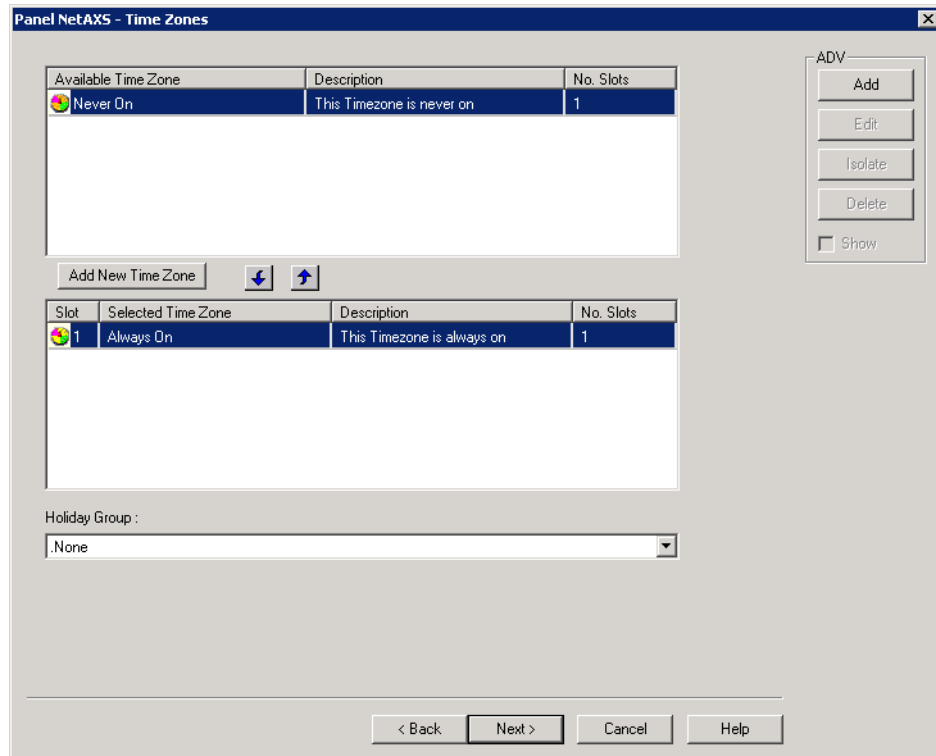 Panel NetAXS - Time Zones
ADV
Available Time Zone Description No. Slots
Never On This Timezone is never on 1
Add
Edit
Isolate
Delete
Show
Add New Time Zone
Slot Selected Time Zone Description No. Slots
1 Always On This Timezone is always on 1
Holiday Group :
.None
< Back Next > Cancel Help